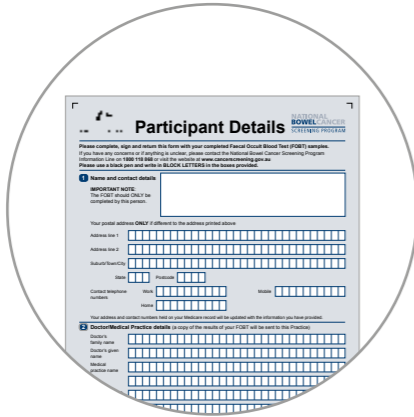 Participant Details
NATIONAL
BOWELCANCER
SCREENING PROGRAM
Please complete, sign and return this form with your completed Faecal Occult Blood Test (FOBT) samples.
If you have any concerns or if anything is unclear, please contact the National Bowel Cancer Screening Program
Information Line on 1800 118 868 or visit the website at www.cancerscreening.gov.au
Please use a black pen and write in BLOCK LETTERS in the boxes provided.
1 Name and contact details
IMPORTANT NOTE:
The FOBT should ONLY be
completed by this person.
Your postal address ONLY if different to the address printed above
Address line 1
Address line 2
Suburb/Town/City
State Postcode
Contact telephone Work Mobile
numbers
Home
Your address and contact numbers held on your Medicare record will be updated with the information you have provided.
2 Doctor/Medical Practice details (a copy of the results of your FOBT will be sent to this Practice)
Doctor's
family name
Doctor's given
name
Medical
practice name